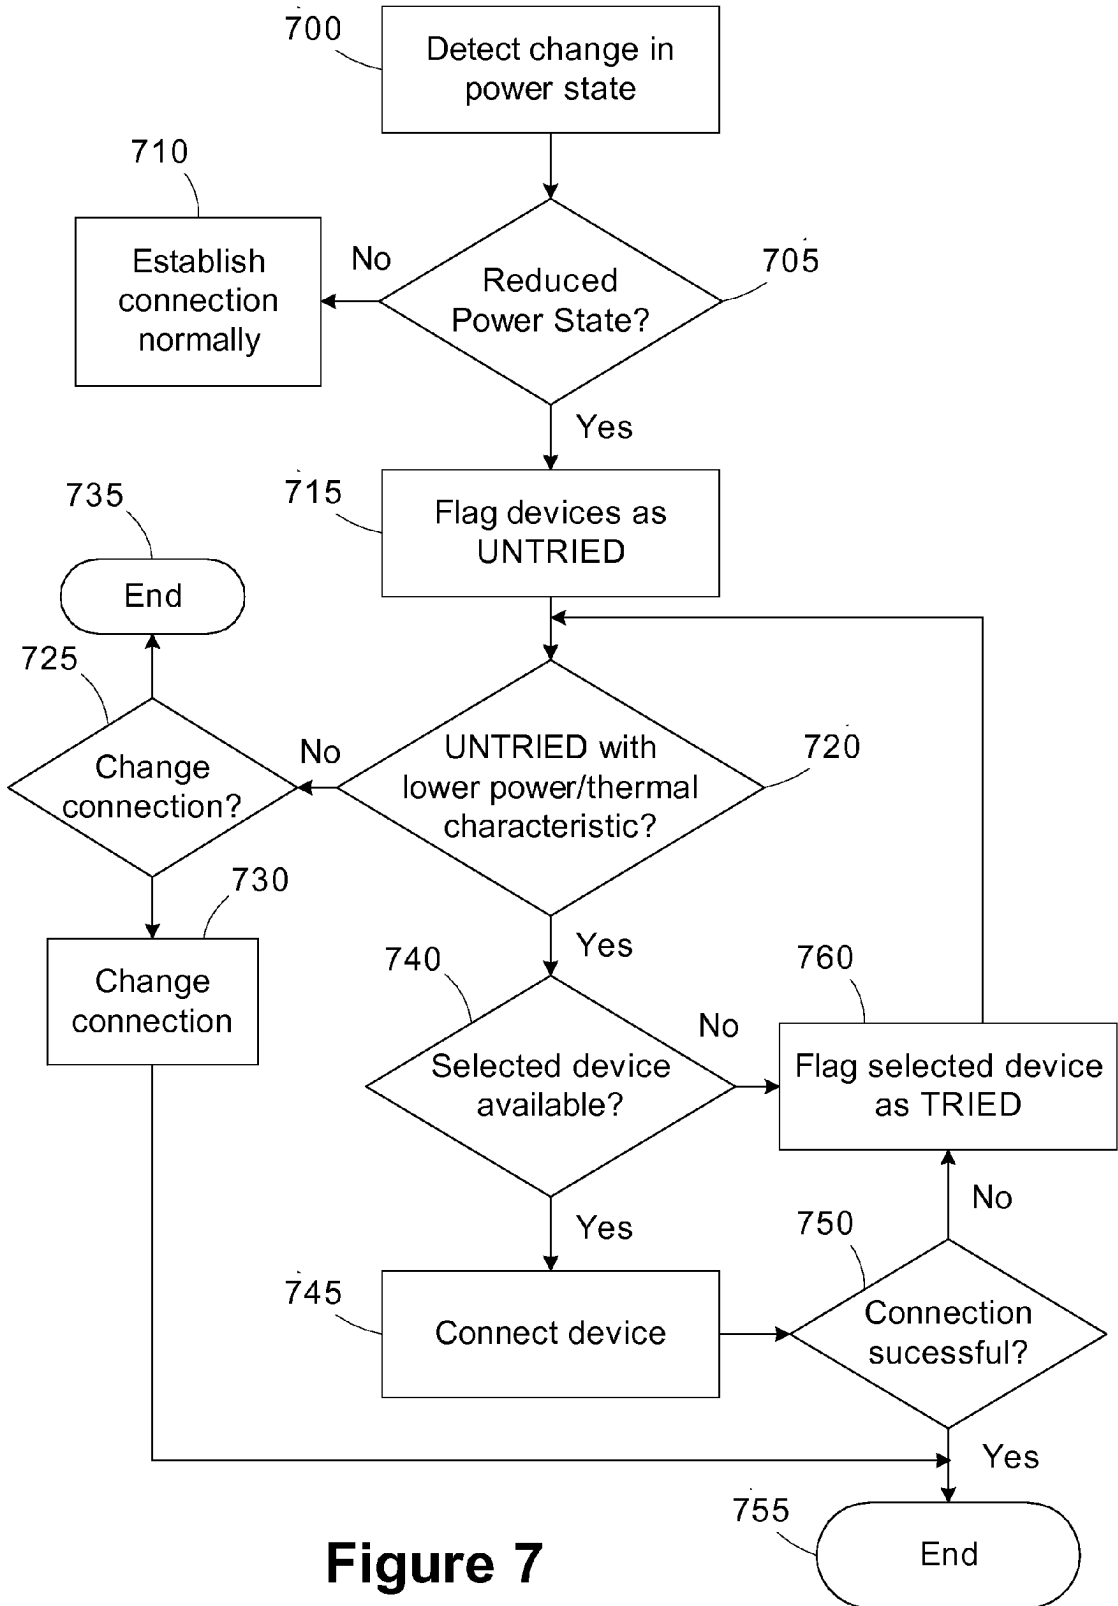 700
Detect change in
power state
710
Establish
connection
normally
No
Reduced
Power State?
705
Yes
715
Flag devices as
UNTRIED
735
End
725
Change
connection?
No
UNTRIED with
lower power/thermal
characteristic?
720
730
Change
connection
Yes
740
Selected device
available?
No
760
Flag selected device
as TRIED
Yes
No
745
Connect device
750
Connection
sucessful?
Yes
755
End
Figure 7